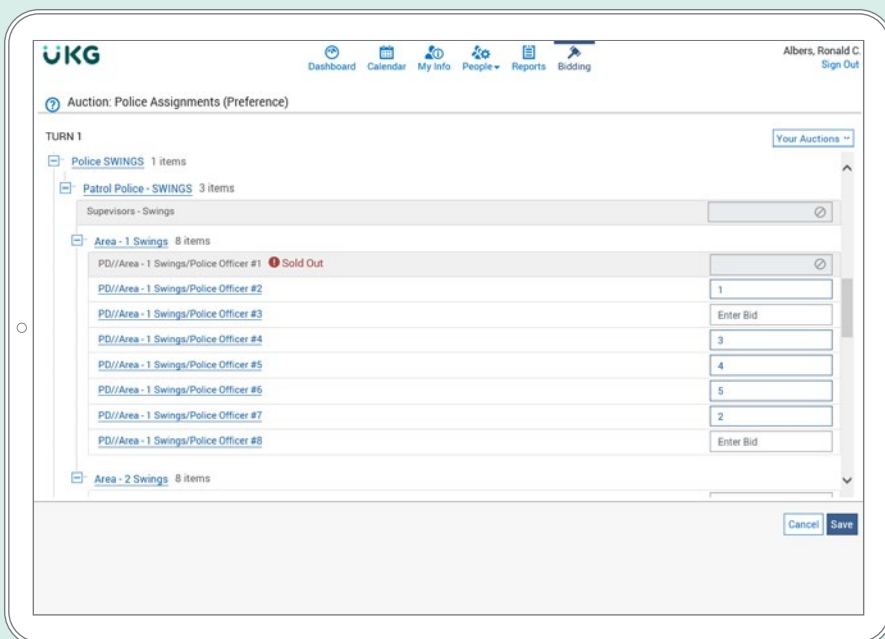 UKG
Dashboard Calendar My Info People Reports Bidding
Albers, Ronald C.
Sign Out
Auction: Police Assignments (Preference)
TURN 1
Your Auctions
Police SWINGS 1 items
Patrol Police - SWINGS 3 items
Supevisors - Swings
Area - 1 Swings 8 items
PD//Area - 1 Swings/Police Officer #1 Sold Out
PD//Area - 1 Swings/Police Officer #2 1
PD//Area - 1 Swings/Police Officer #3 Enter Bid
PD//Area - 1 Swings/Police Officer #4 3
PD//Area - 1 Swings/Police Officer #5 4
PD//Area - 1 Swings/Police Officer #6 5
PD//Area - 1 Swings/Police Officer #7 2
PD//Area - 1 Swings/Police Officer #8 Enter Bid
Area - 2 Swings 8 items
Cancel Save